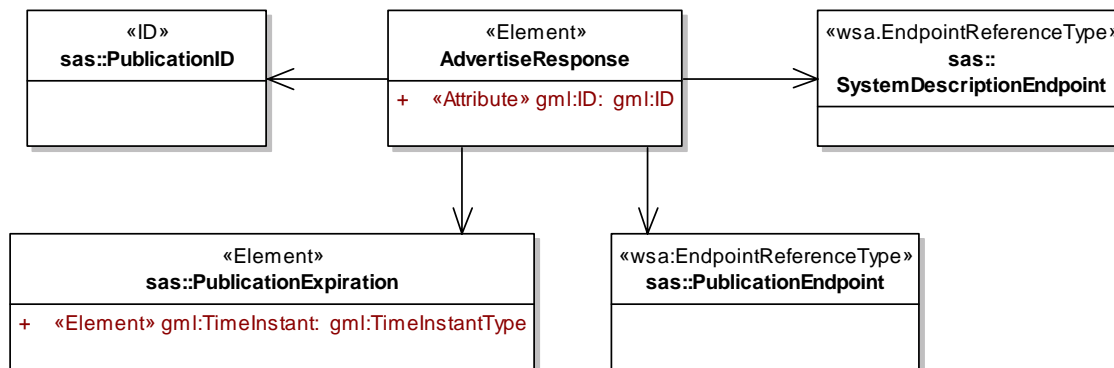 «ID»
sas::PublicationID
«Element»
AdvertiseResponse
+ «Attribute» gml:ID: gml:ID
«wsa.EndpointReferenceType»
sas::
SystemDescriptionEndpoint
«Element»
sas::PublicationExpiration
+ «Element» gml:TimeInstant: gml:TimeInstantType
«wsa:EndpointReferenceType»
sas::PublicationEndpoint